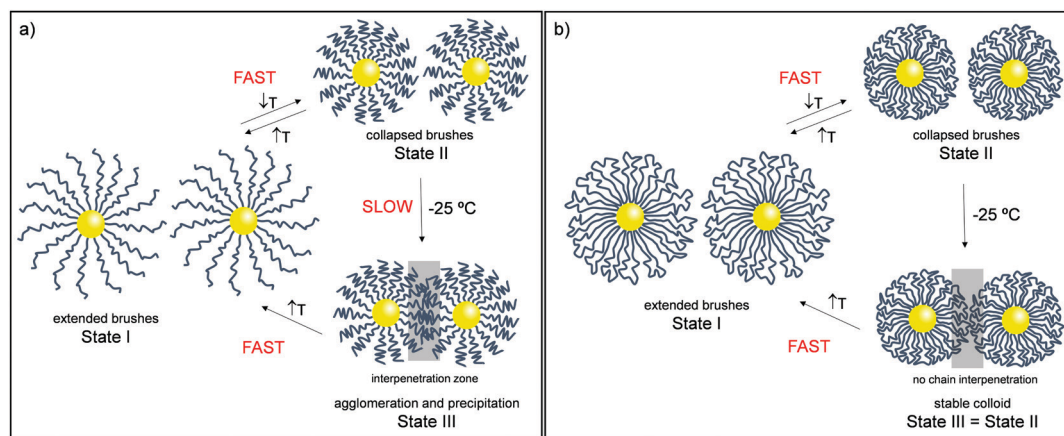 a)
FAST
↓T
↑T
collapsed brushes
State II
SLOW
-25 ºC
extended brushes
State I
↑T
FAST
interpenetration zone
agglomeration and precipitation
State III
b)
FAST
↓T
↑T
collapsed brushes
State II
-25 ºC
extended brushes
State I
↑T
FAST
no chain interpenetration
stable colloid
State III = State II